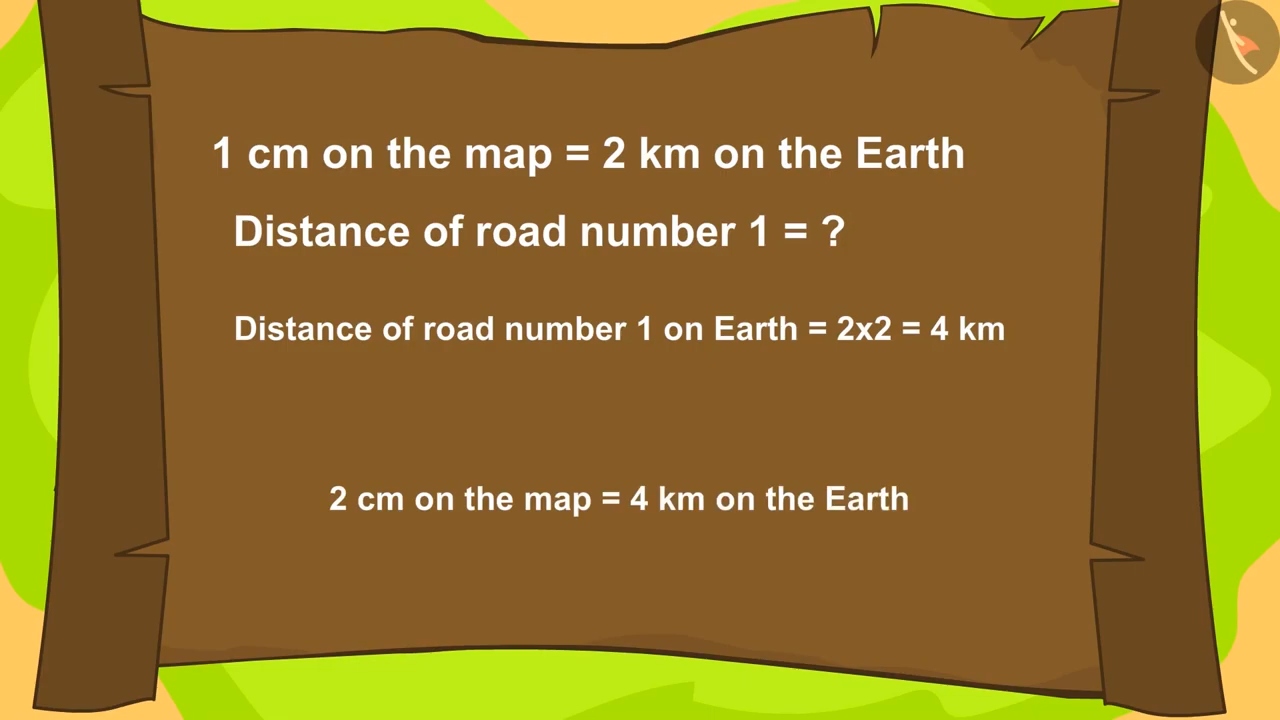 1 cm on the map = 2 km on the Earth
Distance of road number 1 = ?
Distance of road number 1 on Earth = 2x2 = 4 km
2 cm on the map = 4 km on the Earth